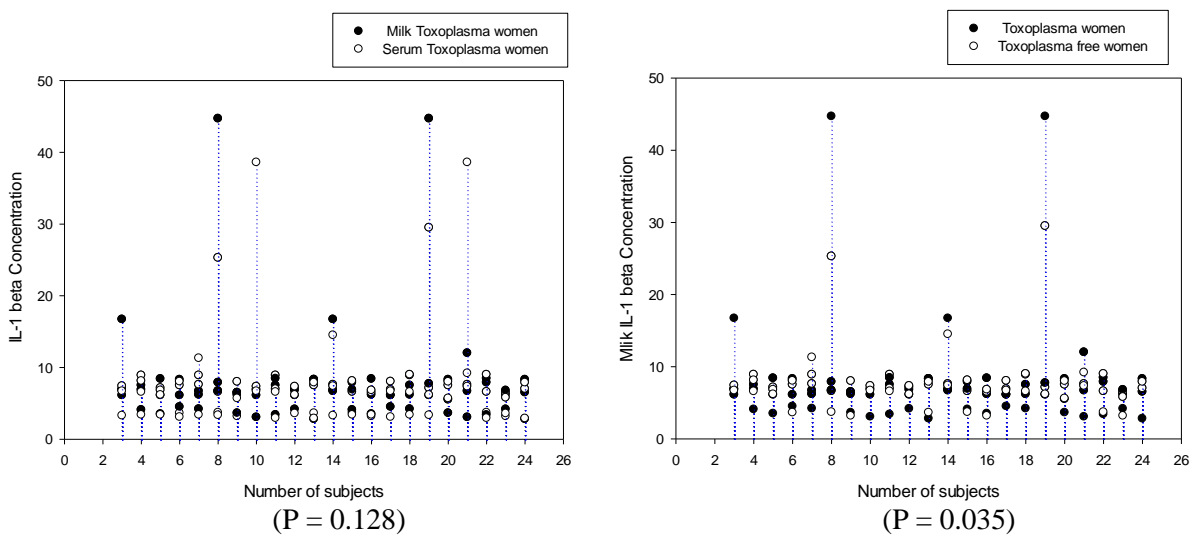 Milk Toxoplasma women
Serum Toxoplasma women
50
40
30
20
10
0
IL-1 beta Concentration
0 2 4 6 8 10 12 14 16 18 20 22 24 26
Number of subjects
(P = 0.128)
Toxoplasma women
Toxoplasma free women
50
40
30
20
10
0
Mlik IL-1 beta Concentration
0 2 4 6 8 10 12 14 16 18 20 22 24 26
Number of subjects
(P = 0.035)